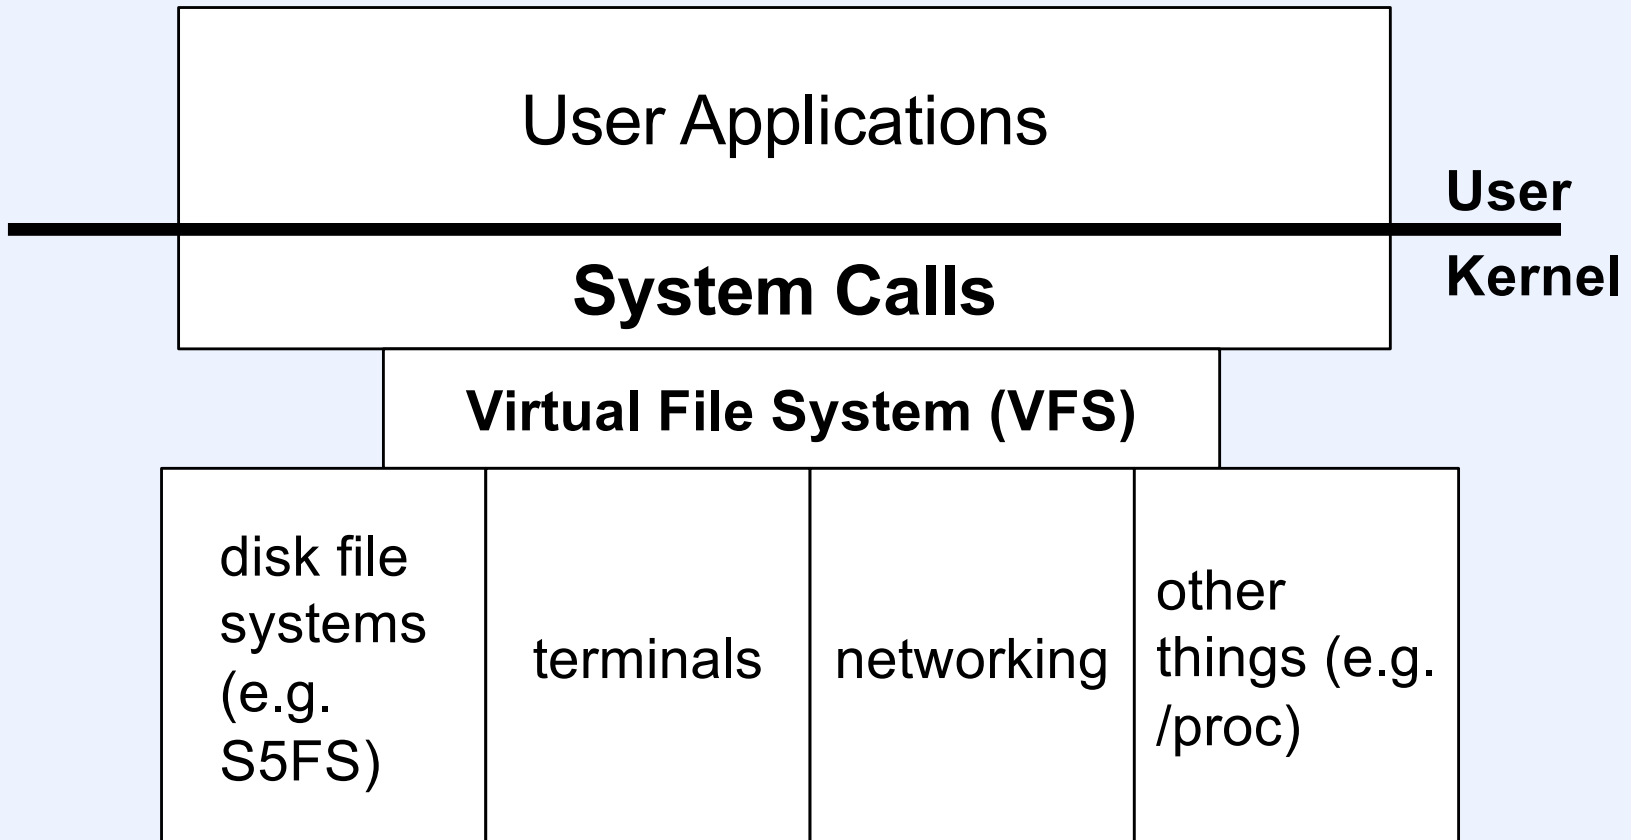 User Applications
User
Kernel
System Calls
Virtual File System (VFS)
disk file
systems
(e.g.
S5FS)
terminals
networking
other
things (e.g.
/proc)